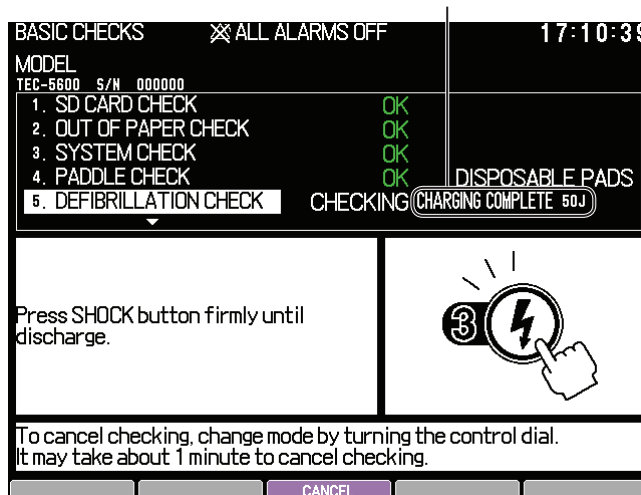 BASIC CHECKS ALL ALARMS OFF 17:10:39
MODEL
TEC-5600 S/N 000000
1. SD CARD CHECK OK
2. OUT OF PAPER CHECK OK
3. SYSTEM CHECK OK
4. PADDLE CHECK OK DISPOSABLE PADS
5. DEFIBRILLATION CHECK CHECKING CHARGING COMPLETE 50J
Press SHOCK button firmly until
discharge.
3
To cancel checking, change mode by turning the control dial.
It may take about 1 minute to cancel checking.
CANCEL